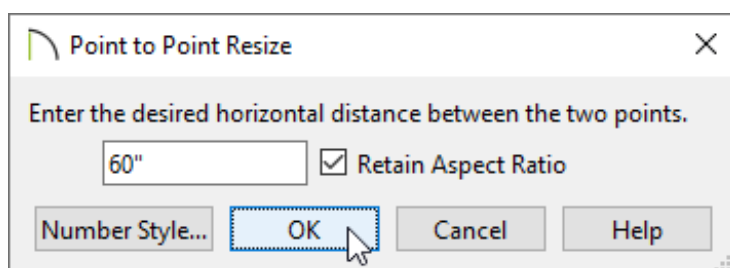 Point to Point Resize
Enter the desired horizontal distance between the two points.
60" Retain Aspect Ratio
Number Style... OK Cancel Help